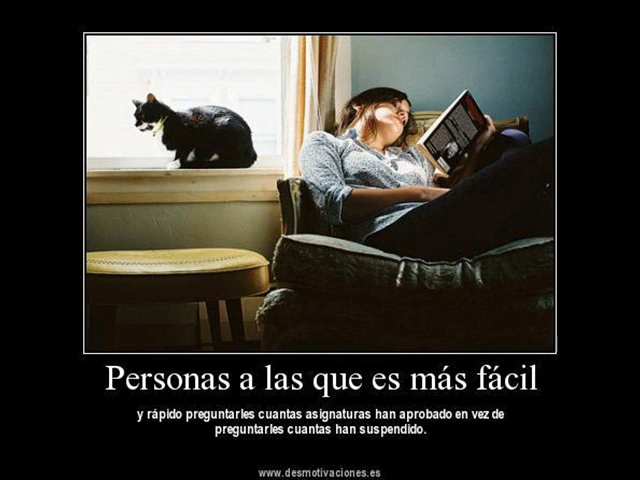 Personas a las que es más fácil
y rápido preguntarles cuantas asignaturas han aprobado en vez de
preguntarles cuantas han suspendido.
www.desmotivaciones.es